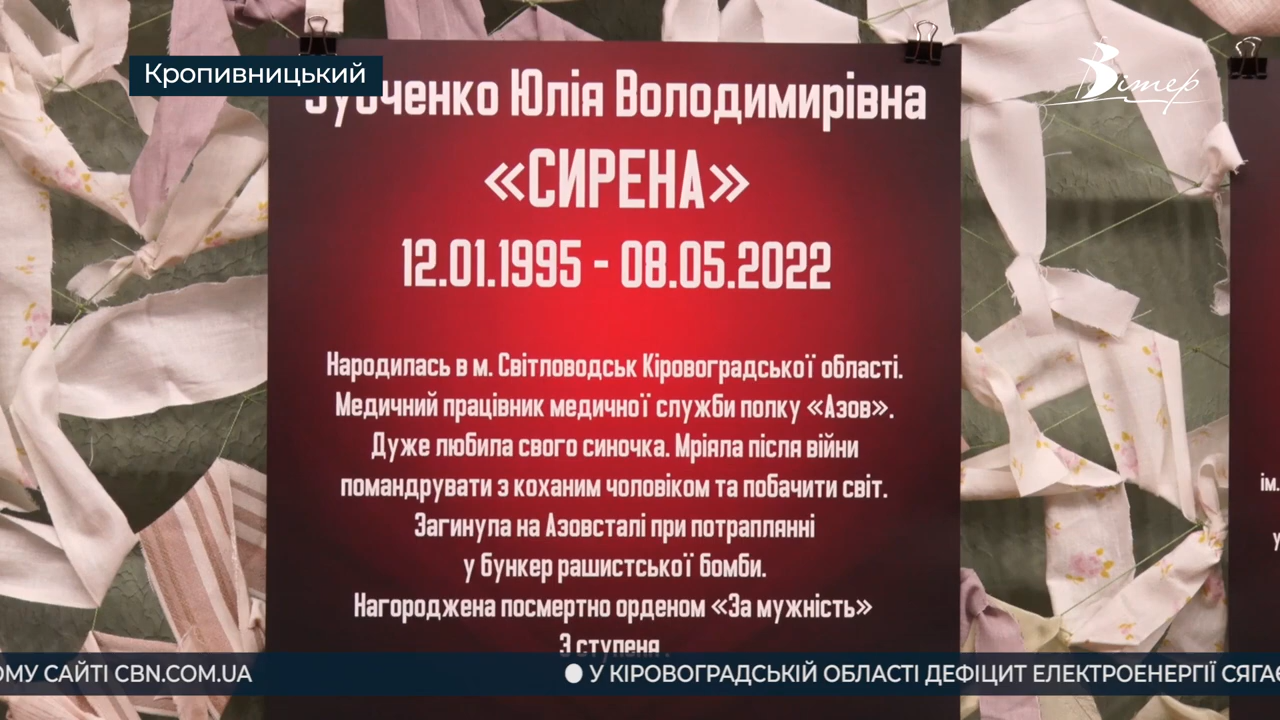 Кропивницький
Вітер
Юлія Володимирівна
«СИРЕНА»
12.01.1995 - 08.05.2022
Народилась в м. Світловодськ Кіровоградської області.
Медичний працівник медичної служби полку «Азов».
Дуже любила свого синочка. Мріяла після війни
помандрувати з коханим чоловіком та побачити світ.
Загинула на Азовсталі при потраплянні
у бункер рашистської бомби.
Нагороджена посмертно орденом «За мужність»
3 ступеня.
ім.
у
ОМУ САЙТІ CBN.COM.UA
У КІРОВОГРАДСЬКІЙ ОБЛАСТІ ДЕФІЦИТ ЕЛЕКТРОЕНЕРГІЇ СЯГАЄ